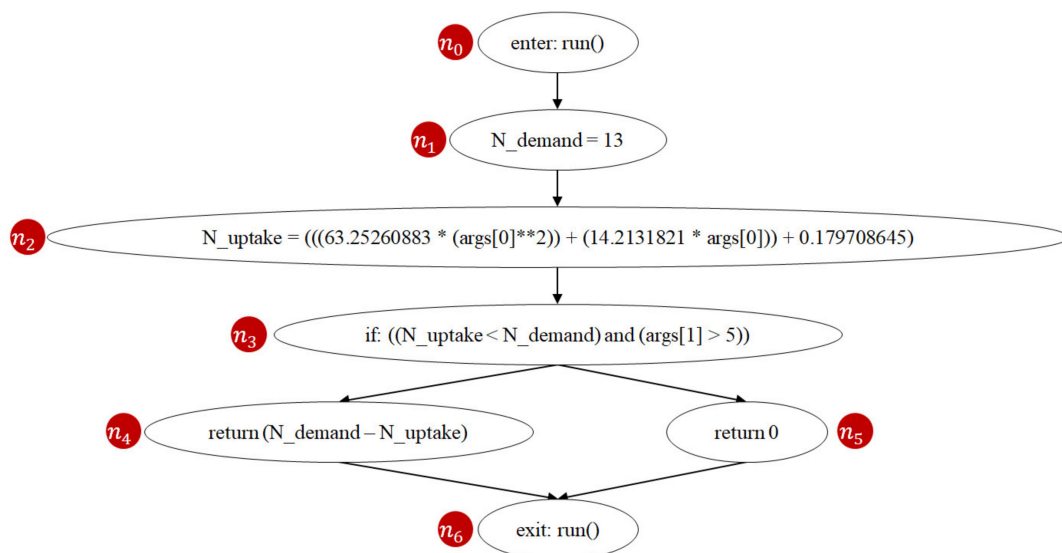 n0
enter: run()
n1
N_demand = 13
n2
N_uptake = (((63.25260883 * (args[0]**2)) + (14.2131821 * args[0])) + 0.179708645)
n3
if: ((N_uptake < N_demand) and (args[1] > 5))
n4
return (N_demand – N_uptake)
return 0
n5
n6
exit: run()